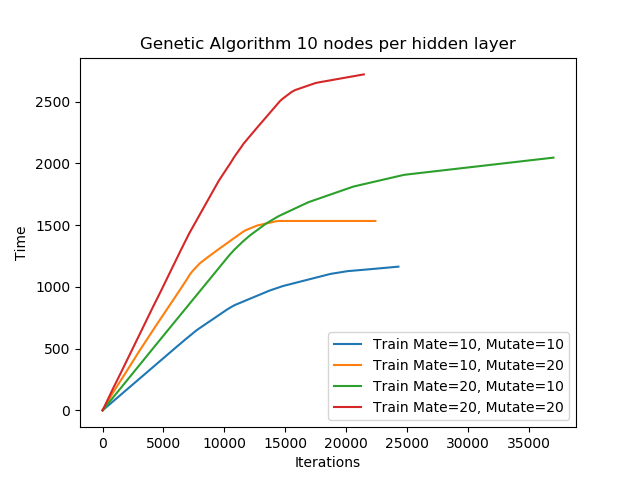 Genetic Algorithm 10 nodes per hidden layer
2500
2000
1500
1000
500
0
Time
0 5000 10000 15000 20000 25000 30000 35000
Iterations
Train Mate=10, Mutate=10
Train Mate=10, Mutate=20
Train Mate=20, Mutate=10
Train Mate=20, Mutate=20